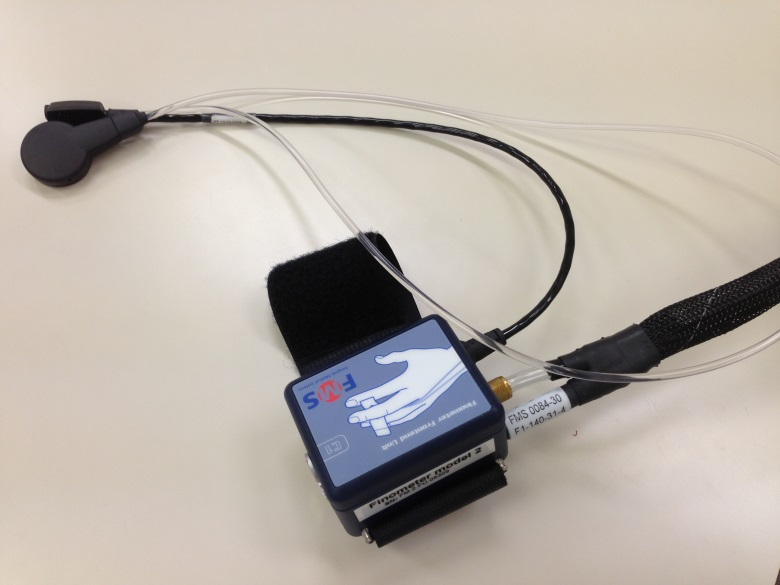 FMS
Finometer Frontend Unit
Finometer model 2
FMS 0084-30
F1-140-31-4